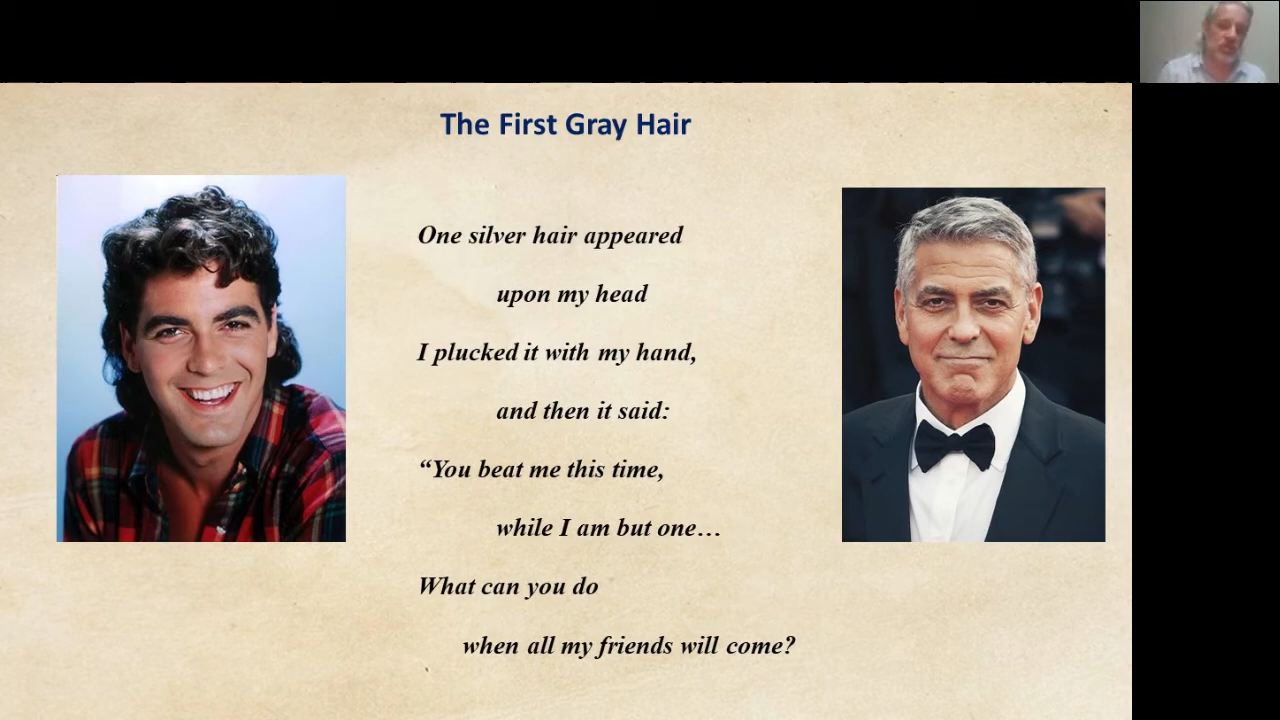 The First Gray Hair
One silver hair appeared
upon my head
I plucked it with my hand,
and then it said:
“You beat me this time,
while I am but one…
What can you do
when all my friends will come?